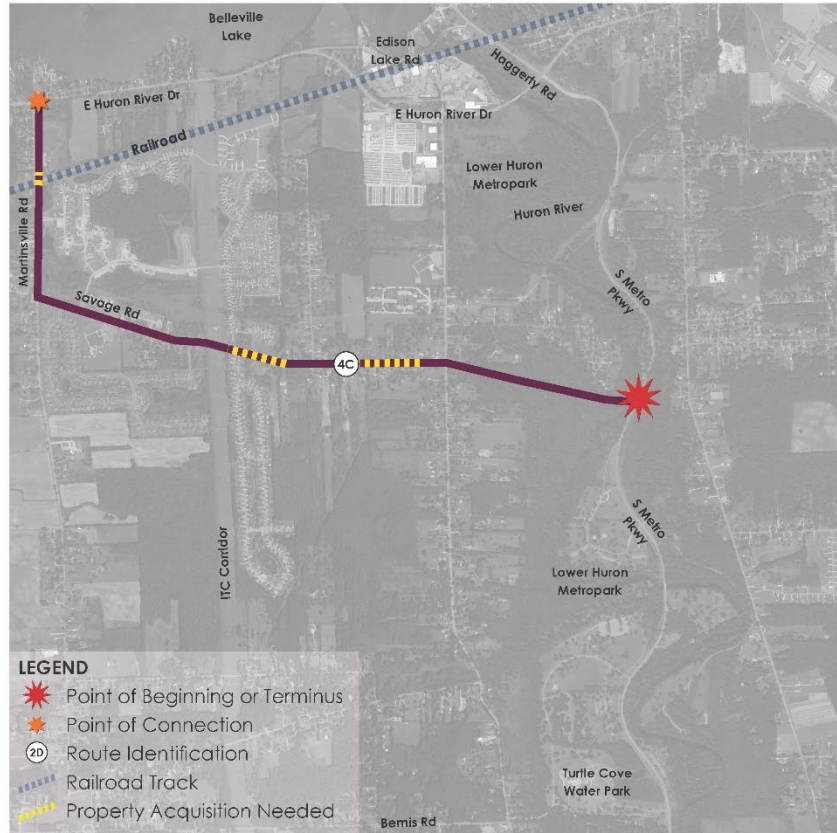 Belleville
Lake
Edison
Lake Rd
Haggerty Rd
E Huron River Dr
E Huron River Dr
Railroad
Lower Huron
Metropark
Huron River
Martinsville Rd
S Metro
Pkwy
Savage Rd
4C
ITC Corridor
S Metro
Pkwy
Lower Huron
Metropark
Turtle Cove
Water Park
Bemis Rd
LEGEND
Point of Beginning or Terminus
Point of Connection
2D Route Identification
Railroad Track
Property Acquisition Needed